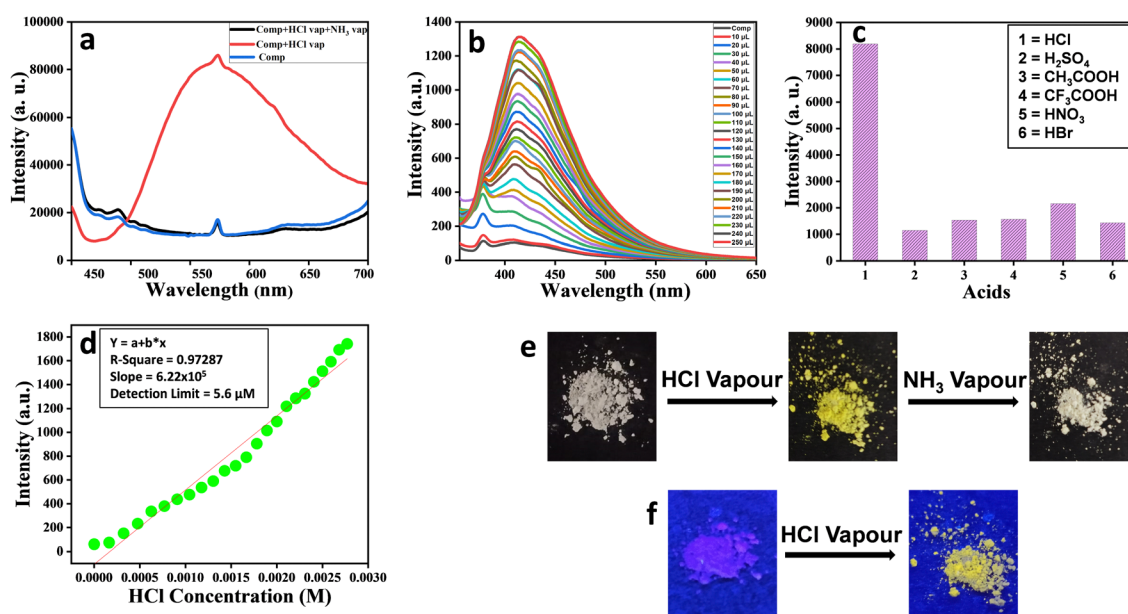 a
Comp+HCl vap+NH₃ vap
Comp+HCl vap
Comp
Intensity (a. u.)
100000
80000
60000
40000
20000
0
450 500 550 600 650 700
Wavelength (nm)
b
Comp
10 µL
20 µL
30 µL
40 µL
50 µL
60 µL
70 µL
80 µL
90 µL
100 µL
110 µL
120 µL
130 µL
140 µL
150 µL
160 µL
170 µL
180 µL
190 µL
200 µL
210 µL
220 µL
230 µL
240 µL
250 µL
Intensity (a.u.)
1400
1200
1000
800
600
400
200
0
400 450 500 550 600 650
Wavelength (nm)
c
1 = HCl
2 = H₂SO₄
3 = CH₃COOH
4 = CF₃COOH
5 = HNO₃
6 = HBr
Intensity (a.u.)
9000
8000
7000
6000
5000
4000
3000
2000
1000
0
1 2 3 4 5 6
Acids
d
Y = a+b*x
R-Square = 0.97287
Slope = 6.22x10⁵
Detection Limit = 5.6 µM
Intensity (a.u.)
1800
1600
1400
1200
1000
800
600
400
200
0
0.0000 0.0005 0.0010 0.0015 0.0020 0.0025 0.0030
HCl Concentration (M)
e
HCl Vapour
NH₃ Vapour
f
HCl Vapour